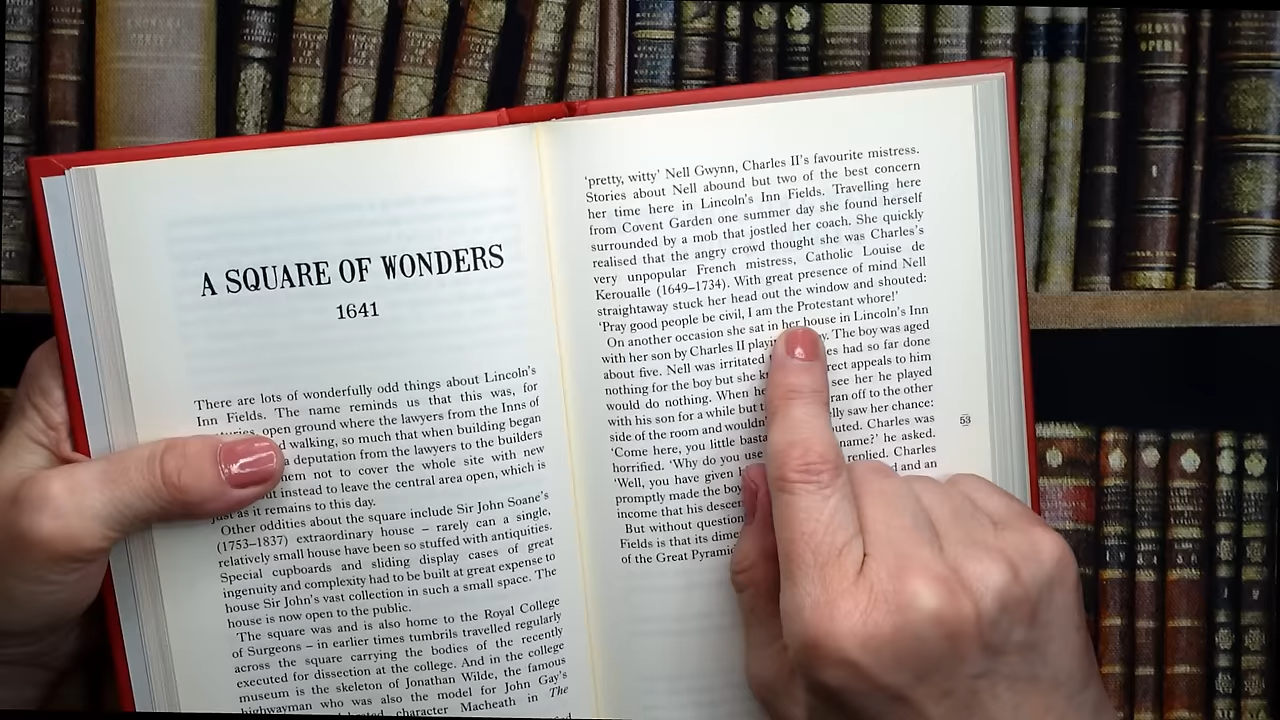 A SQUARE OF WONDERS
1641
There are lots of wonderfully odd things about Lincoln's
Inn Fields. The name reminds us that this was, for
open ground where the lawyers from the Inns of
walking, so much that when building began
a deputation from the lawyers to the builders
them not to cover the whole site with new
but instead to leave the central area open, which is
just as it remains to this day.
Other oddities about the square include Sir John Soane's
(1753–1837) extraordinary house – rarely can a single,
relatively small house have been so stuffed with antiquities.
Special cupboards and sliding display cases of great
ingenuity and complexity had to be built at great expense to
house Sir John's vast collection in such a small space. The
house is now open to the public.
The square was and is also home to the Royal College
of Surgeons – in earlier times tumbrils travelled regularly
across the square carrying the bodies of the recently
executed for dissection at the college. And in the college
museum is the skeleton of Jonathan Wilde, the famous
highwayman who was also the model for John Gay's
character Macheath in The
'pretty, witty' Nell Gwynn, Charles II's favourite mistress.
Stories about Nell abound but two of the best concern
her time here in Lincoln's Inn Fields. Travelling here
from Covent Garden one summer day she found herself
surrounded by a mob that jostled her coach. She quickly
realised that the angry crowd thought she was Charles's
very unpopular French mistress, Catholic Louise de
Keroualle (1649–1734). With great presence of mind Nell
straightaway stuck her head out the window and shouted:
'Pray good people be civil, I am the Protestant whore!'
On another occasion she sat in her house in Lincoln's Inn
with her son by Charles II The boy was aged
about five. Nell was irritated had so far done
nothing for the boy but she appeals to him
would do nothing. When see her he played
with his son for a while but ran off to the other
side of the room and wouldn' saw her chance:
'Come here, you little Charles was
horrified. 'Why do you use name?' he asked.
'Well, you have given replied. Charles
promptly made the boy and an
income that his
But without question
Fields is that its
of the Great
53
COLONNA
OPERA.